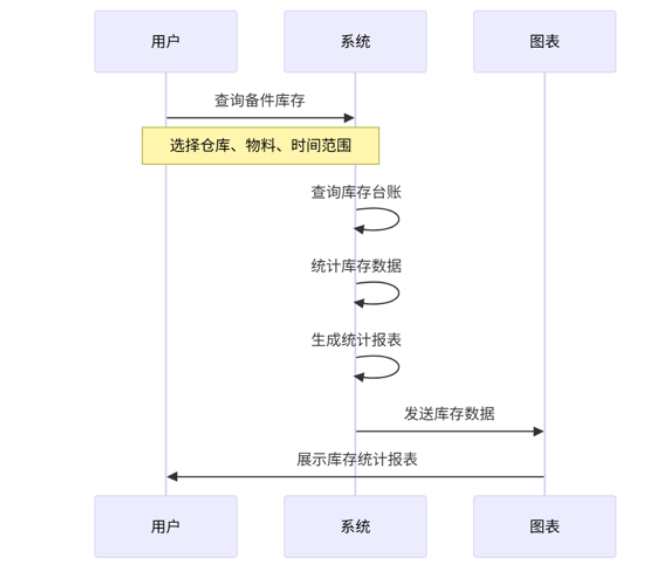 用户
系统
图表
查询备件库存
选择仓库、物料、时间范围
查询库存台账
统计库存数据
生成统计报表
发送库存数据
展示库存统计报表
用户
系统
图表